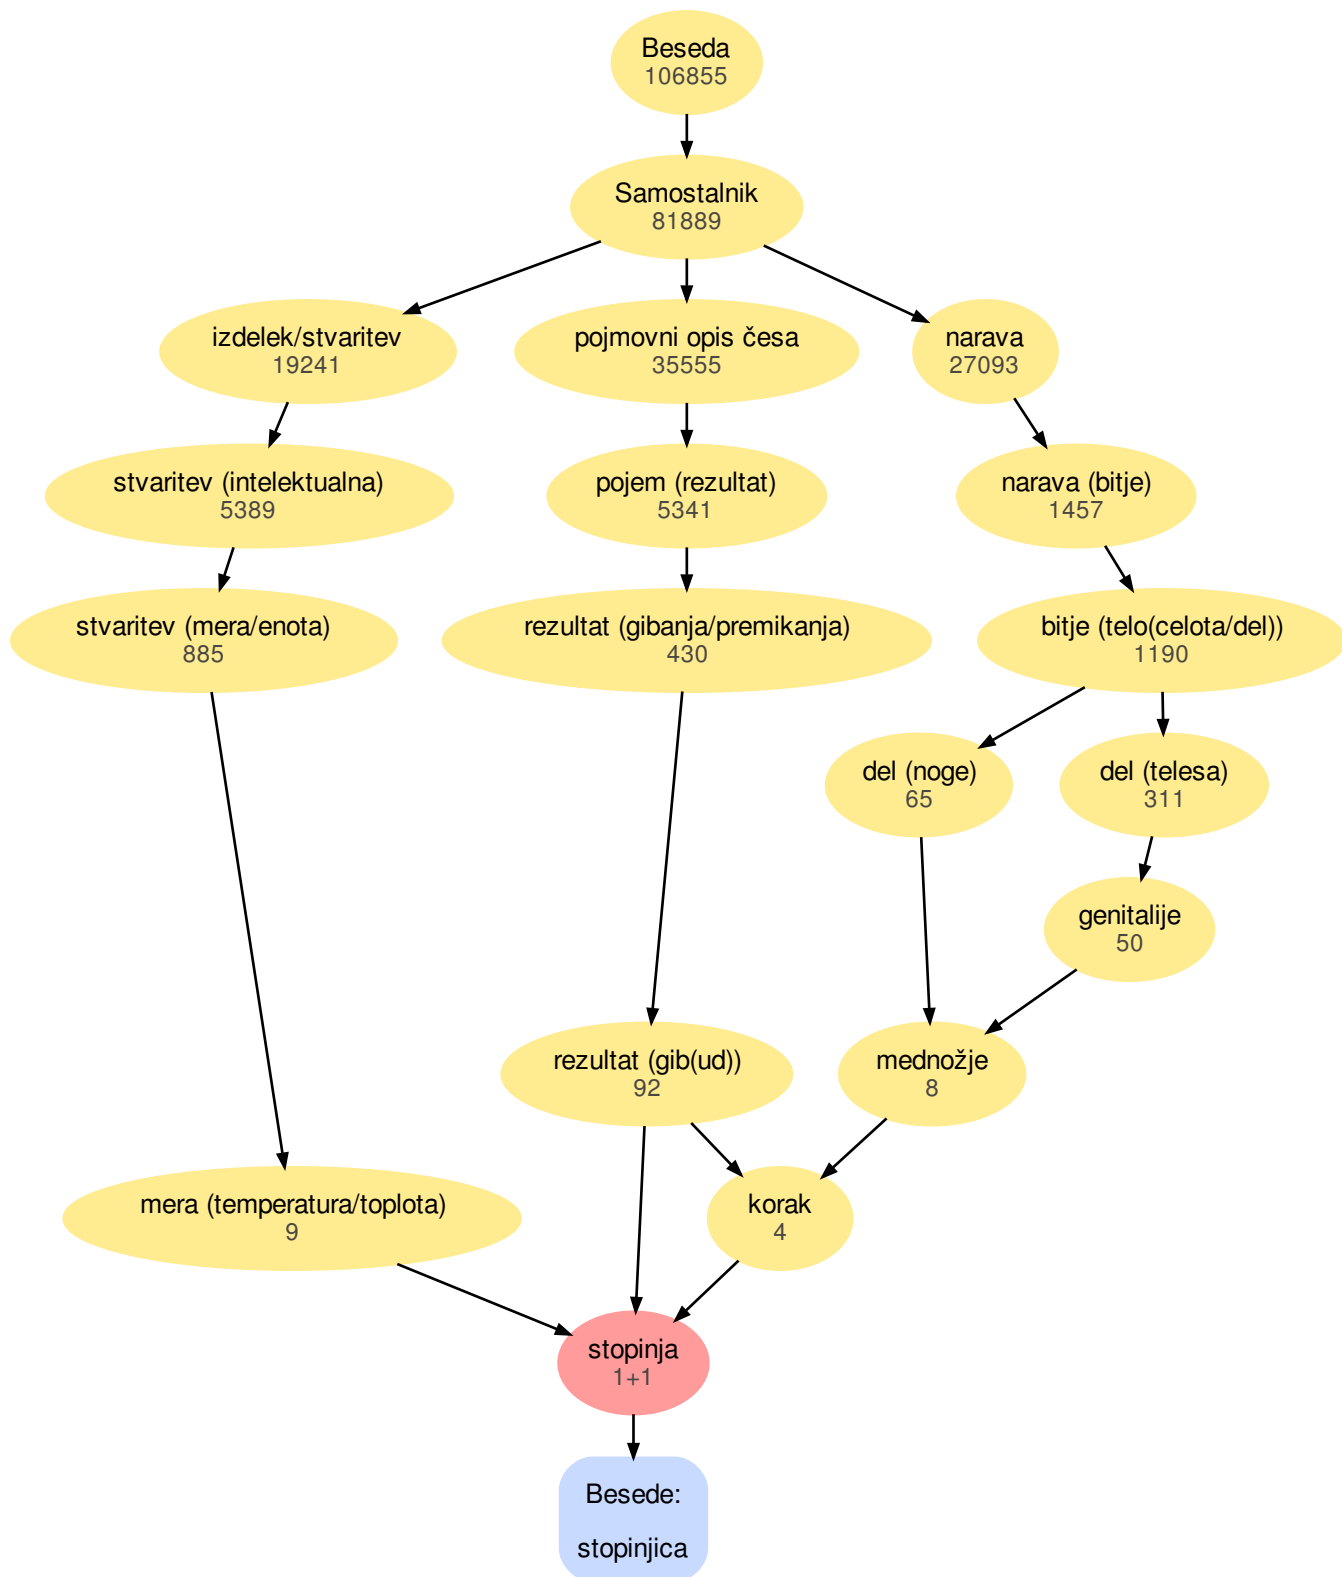 Beseda
106855
Samostalnik
81889
izdelek/stvaritev
19241
pojmovni opis česa
35555
narava
27093
stvaritev (intelektualna)
5389
pojem (rezultat)
5341
narava (bitje)
1457
stvaritev (mera/enota)
885
rezultat (gibanja/premikanja)
430
bitje (telo(celota/del))
1190
del (noge)
65
del (telesa)
311
genitalije
50
rezultat (gib(ud))
92
mednožje
8
mera (temperatura/toplota)
9
korak
4
stopinja
1+1
Besede:
stopinjica